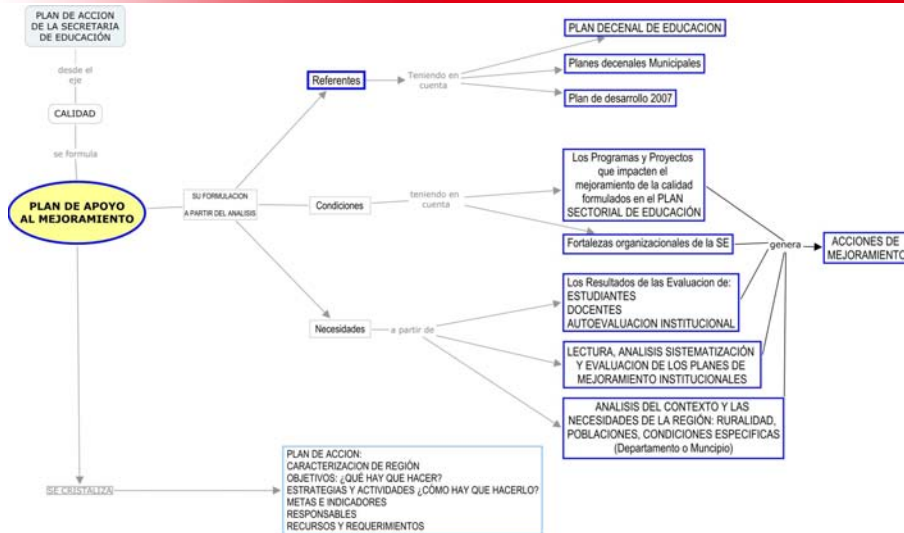 PLAN DE ACCION
DE LA SECRETARIA
DE EDUCACIÓN
desde el
eje
CALIDAD
se formula
PLAN DE APOYO
AL MEJORAMIENTO
SU FORMULACION
A PARTIR DEL ANALISIS
Referentes
Teniendo en
cuenta
PLAN DECENAL DE EDUCACION
Planes decenales Municipales
Plan de desarrollo 2007
Condiciones
teniendo en
cuenta
Los Programas y Proyectos
que impacten el
mejoramiento de la calidad
formulados en el PLAN
SECTORIAL DE EDUCACIÓN
Fortalezas organizacionales de la SE
genera
ACCIONES DE
MEJORAMIENTO
Necesidades
a partir de
Los Resultados de las Evaluacion de:
ESTUDIANTES
DOCENTES
AUTOEVALUACION INSTITUCIONAL
LECTURA, ANALISIS SISTEMATIZACIÓN
Y EVALUACION DE LOS PLANES DE
MEJORAMIENTO INSTITUCIONALES
ANALISIS DEL CONTEXTO Y LAS
NECESIDADES DE LA REGIÓN: RURALIDAD,
POBLACIONES, CONDICIONES ESPECIFICAS
(Departamento o Muncipio)
SE CRISTALIZA
PLAN DE ACCION:
CARACTERIZACION DE REGIÓN
OBJETIVOS: ¿QUÉ HAY QUE HACER?
ESTRATEGIAS Y ACTIVIDADES ¿CÓMO HAY QUE HACERLO?
METAS E INDICADORES
RESPONSABLES
RECURSOS Y REQUERIMIENTOS